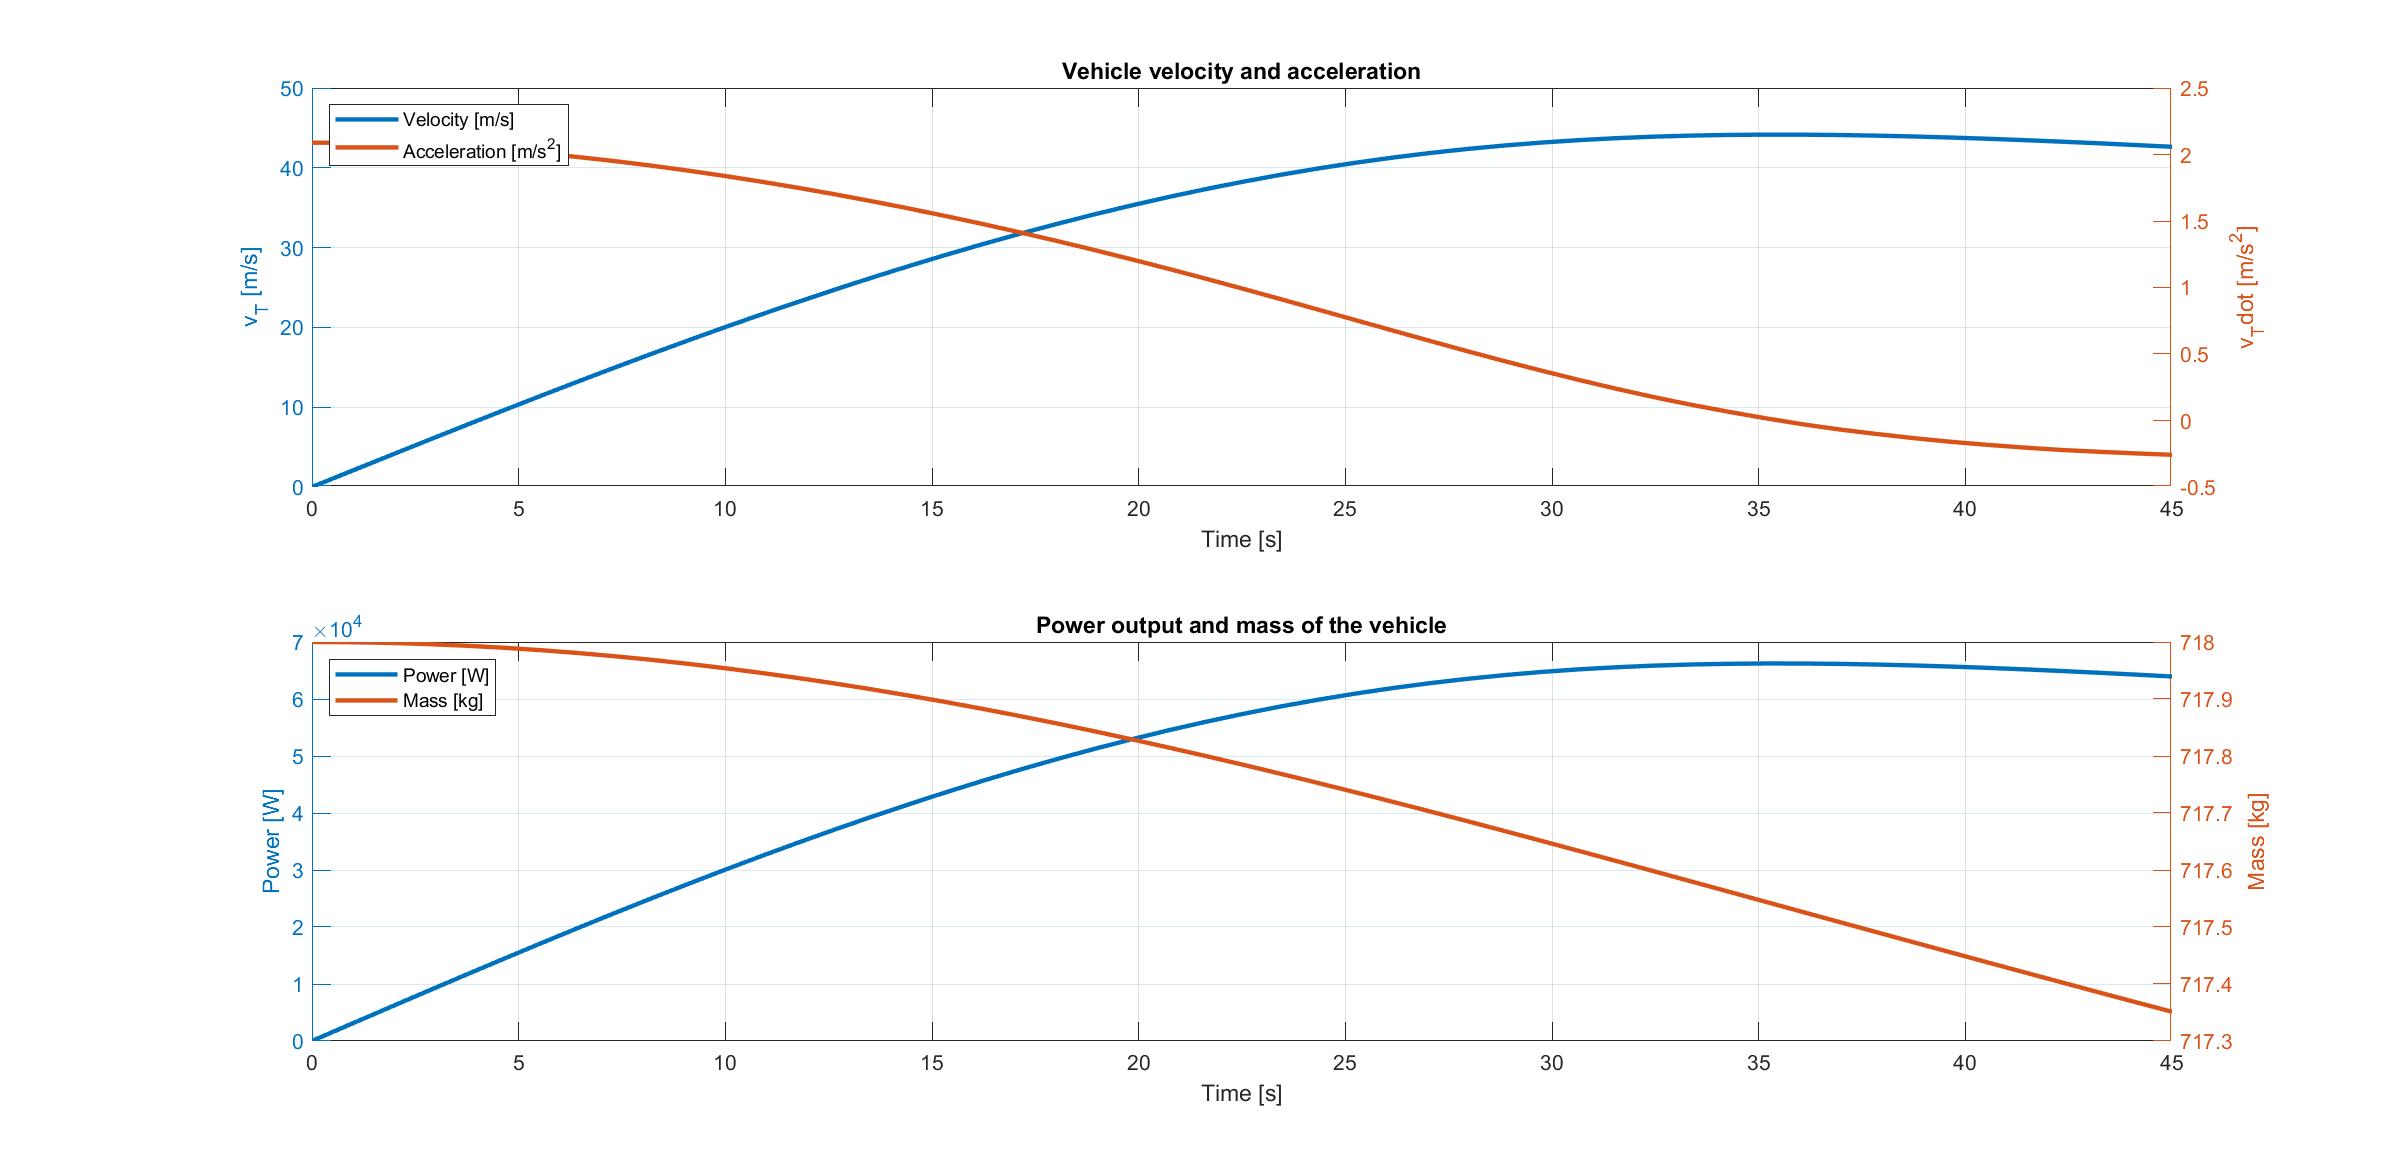 Vehicle velocity and acceleration
50
40
30
20
10
0
v_T [m/s]
Velocity [m/s]
Acceleration [m/s^2]
2.5
2
1.5
1
0.5
0
-0.5
v_Tdot [m/s^2]
0 5 10 15 20 25 30 35 40 45
Time [s]
Power output and mass of the vehicle
×10^4
7
6
5
4
3
2
1
0
Power [W]
Power [W]
Mass [kg]
718
717.9
717.8
717.7
717.6
717.5
717.4
717.3
Mass [kg]
0 5 10 15 20 25 30 35 40 45
Time [s]